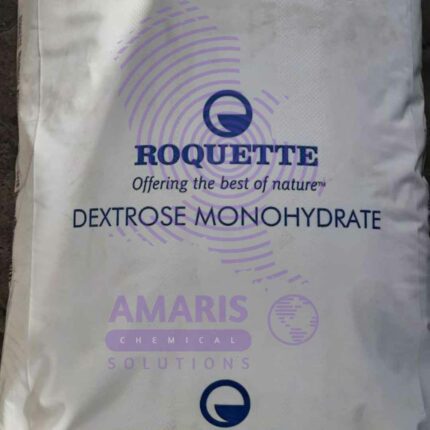 ROQUETTE
Offering the best of nature™
DEXTROSE MONOHYDRATE
AMARIS
CHEMICAL
SOLUTIONS